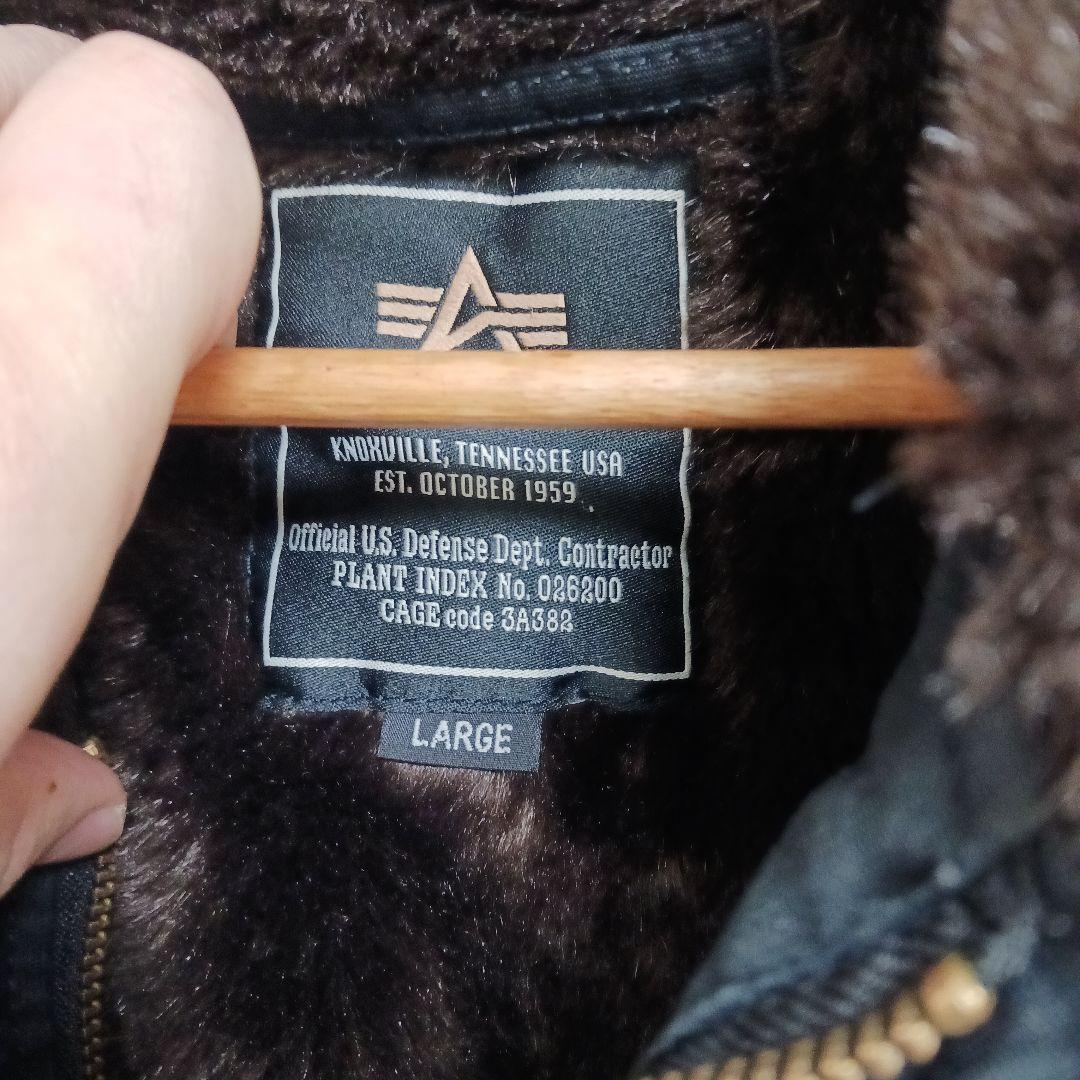 KNOXVILLE, TENNESSEE USA
EST. OCTOBER 1959
Official U.S. Defense Dept. Contractor
PLANT INDEX No. 026200
CAGE code 3A382
LARGE